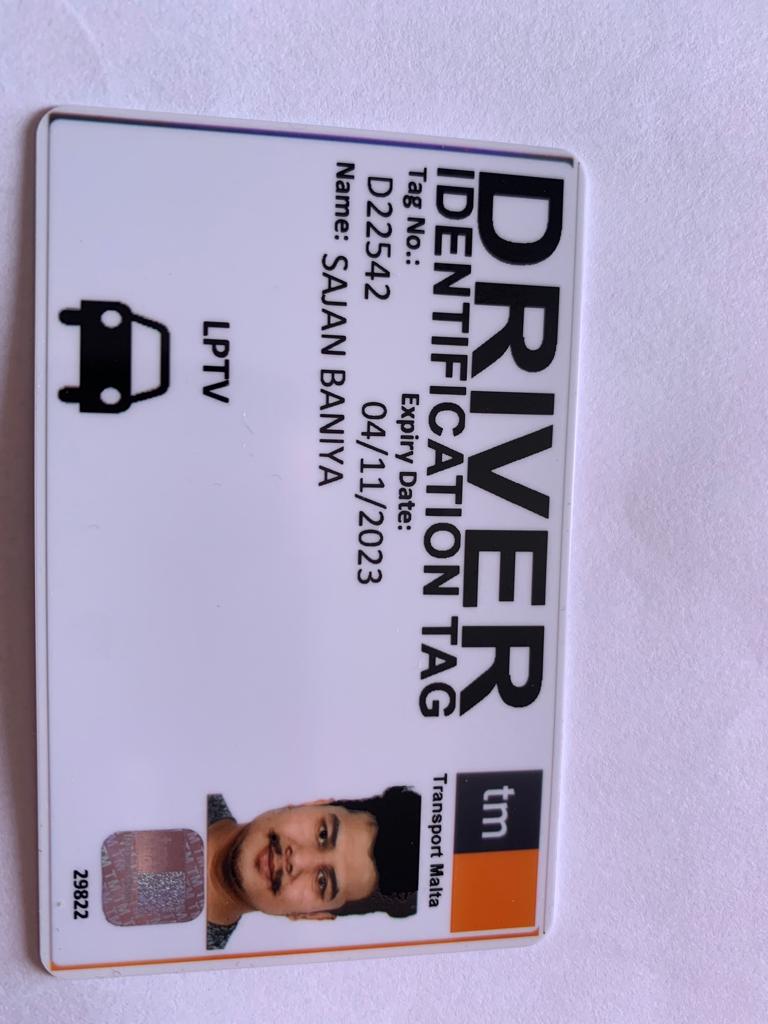 DRIVER
IDENTIFICATION TAG
tm
Transport Malta
Tag No.: Expiry Date:
D22542 04/11/2023
Name: SAJAN BANIYA
LPTV
29822